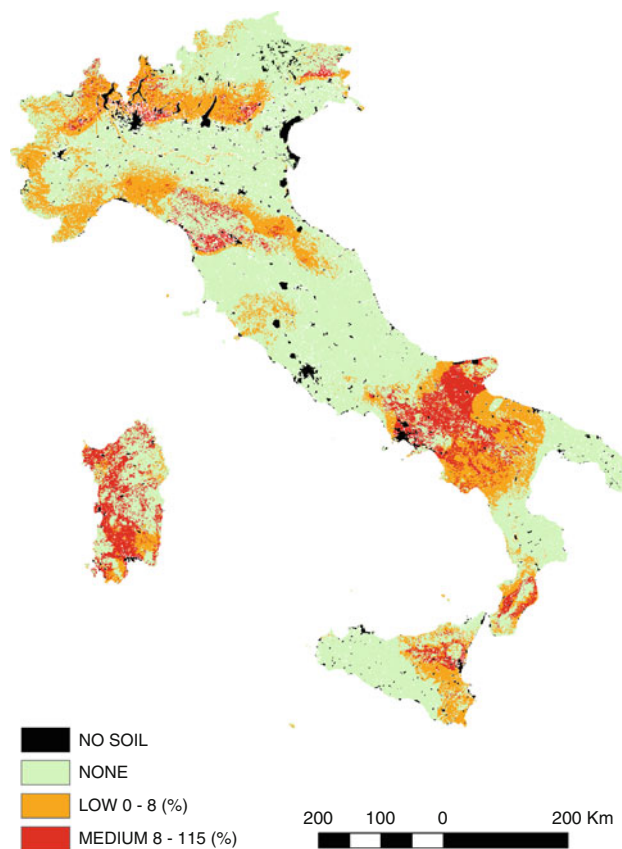 NO SOIL
NONE
LOW 0 - 8 (%)
MEDIUM 8 - 115 (%)
200 100 0 200 Km